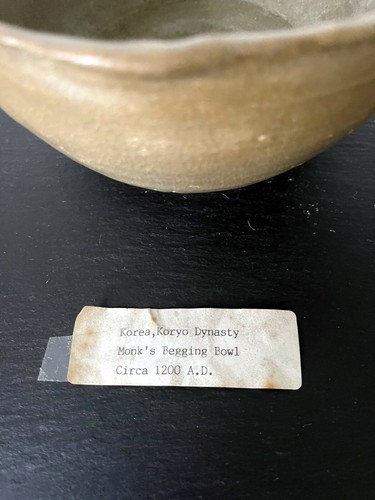 Korea,Koryo Dynasty
Monk's Begging Bowl
Circa 1200 A.D.